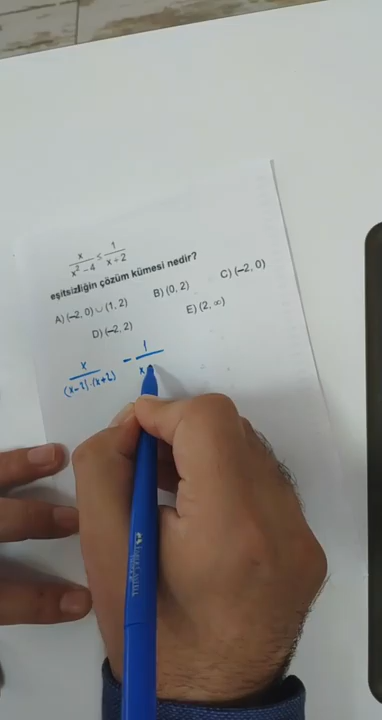 x/(x² − 4) ≤ 1/(x + 2)
eşitsizliğin çözüm kümesi nedir?
A) (−2, 0) ∪ (1, 2) B) (0, 2) C) (−2, 0)
D) (−2, 2) E) (2, ∞)
x/((x−2)·(x+2)) − 1/x